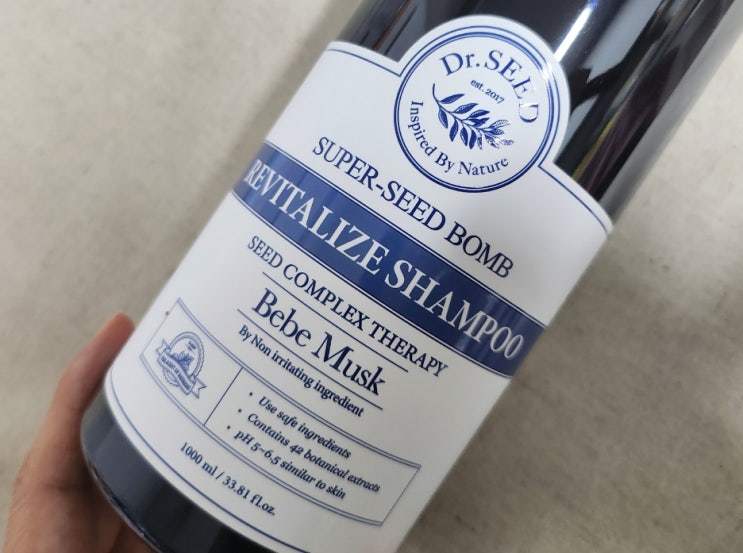 Dr. SEED
est. 2017
Inspired By Nature
SUPER-SEED BOMB
REVITALIZE SHAMPOO
SEED COMPLEX THERAPY
Bebe Musk
By Non irritating ingredient
• Use safe ingredients
• Contains 42 botanical extracts
• pH 5~6.5 similar to skin
1000 ml / 33.81 fl.oz.